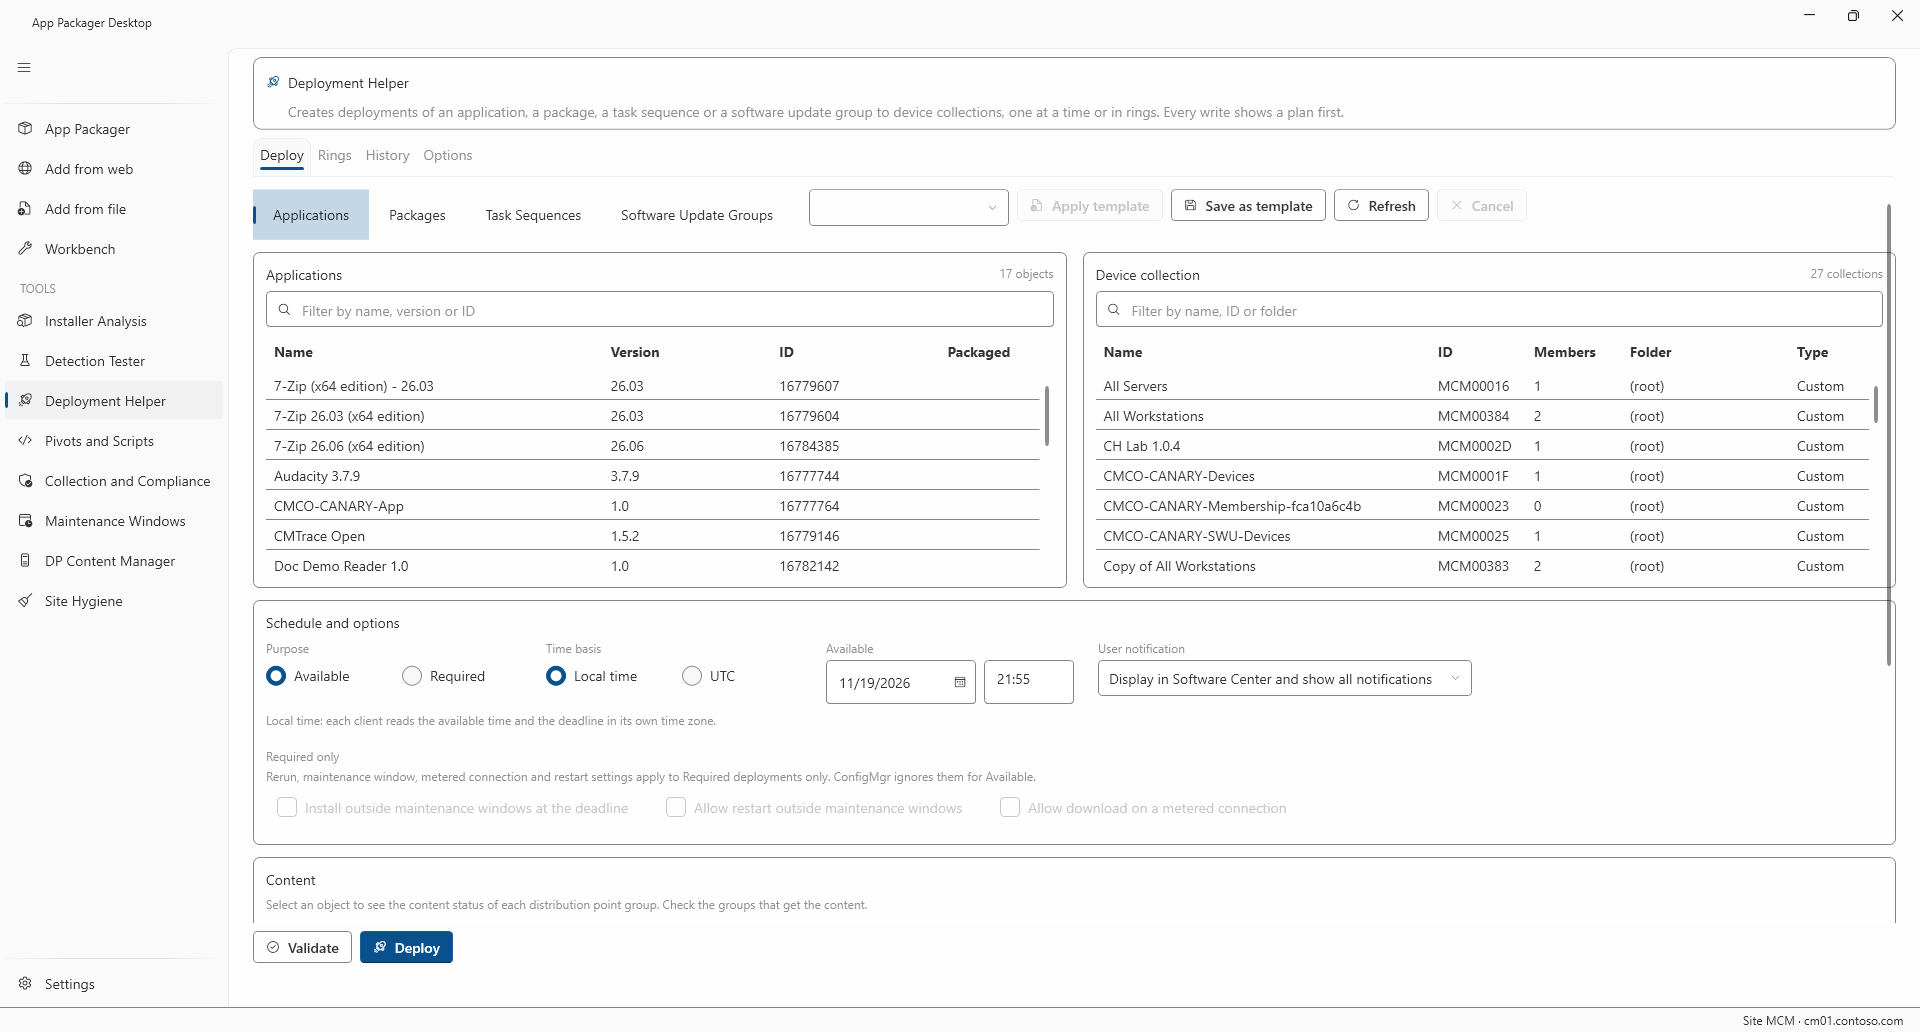 App Packager Desktop
App Packager
Add from web
Add from file
Workbench
TOOLS
Installer Analysis
Detection Tester
Deployment Helper
Pivots and Scripts
Collection and Compliance
Maintenance Windows
DP Content Manager
Site Hygiene
Settings
Deployment Helper
Creates deployments of an application, a package, a task sequence or a software update group to device collections, one at a time or in rings. Every write shows a plan first.
Deploy Rings History Options
Applications Packages Task Sequences Software Update Groups Apply template Save as template Refresh Cancel
Applications 17 objects
Filter by name, version or ID
Name Version ID Packaged
7-Zip (x64 edition) - 26.03 26.03 16779607
7-Zip 26.03 (x64 edition) 26.03 16779604
7-Zip 26.06 (x64 edition) 26.06 16784385
Audacity 3.7.9 3.7.9 16777744
CMCO-CANARY-App 1.0 16777764
CMTrace Open 1.5.2 16779146
Doc Demo Reader 1.0 1.0 16782142
Device collection 27 collections
Filter by name, ID or folder
Name ID Members Folder Type
All Servers MCM00016 1 (root) Custom
All Workstations MCM00384 2 (root) Custom
CH Lab 1.0.4 MCM0002D 1 (root) Custom
CMCO-CANARY-Devices MCM0001F 1 (root) Custom
CMCO-CANARY-Membership-fca10a6c4b MCM00023 0 (root) Custom
CMCO-CANARY-SWU-Devices MCM00025 1 (root) Custom
Copy of All Workstations MCM00383 2 (root) Custom
Schedule and options
Purpose Time basis Available User notification
Available Required Local time UTC 11/19/2026 21:55 Display in Software Center and show all notifications
Local time: each client reads the available time and the deadline in its own time zone.
Required only
Rerun, maintenance window, metered connection and restart settings apply to Required deployments only. ConfigMgr ignores them for Available.
Install outside maintenance windows at the deadline Allow restart outside maintenance windows Allow download on a metered connection
Content
Select an object to see the content status of each distribution point group. Check the groups that get the content.
Validate Deploy
Site MCM · cm01.contoso.com